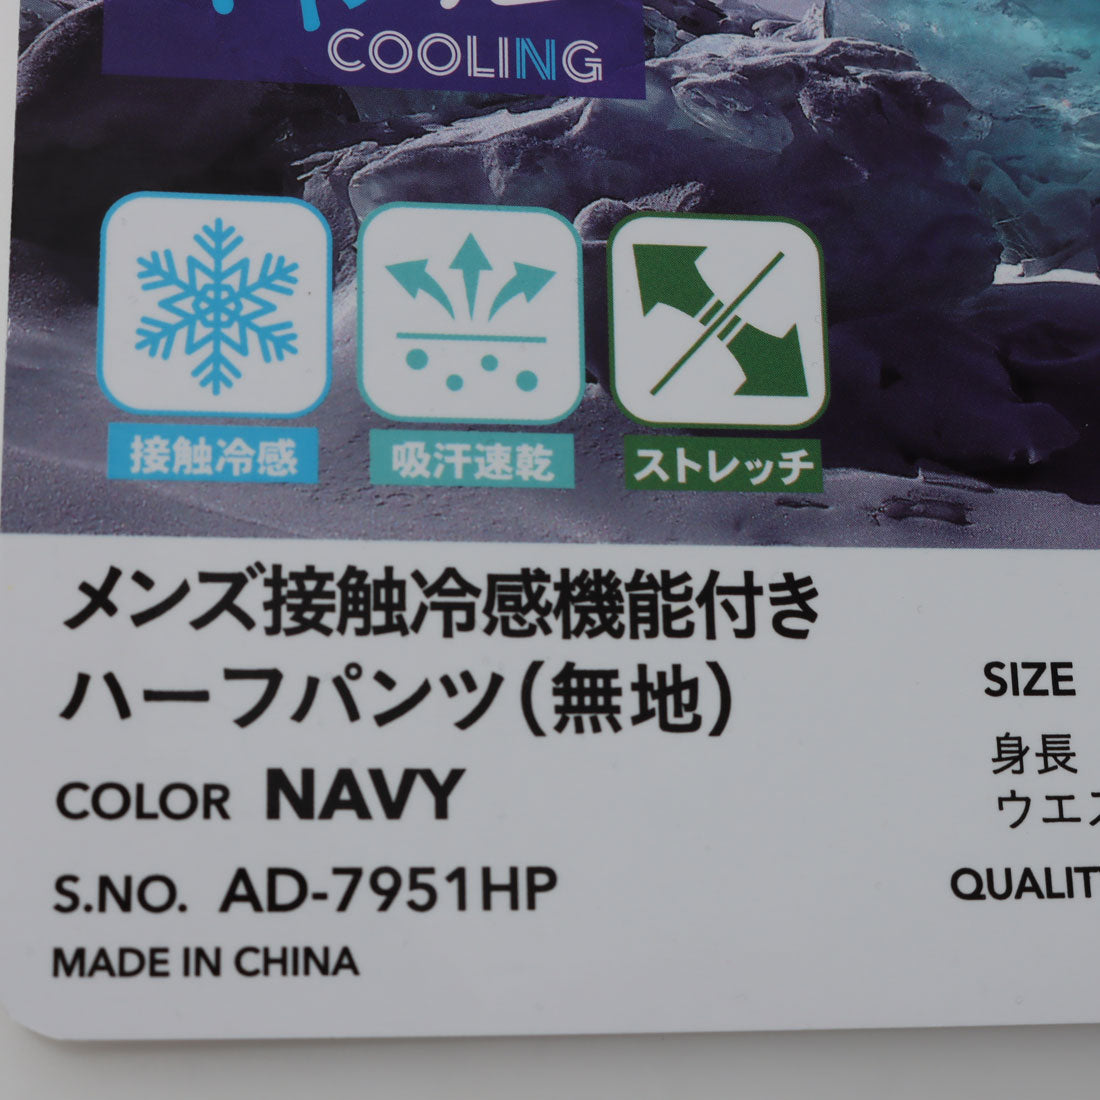 COOLING
接触冷感
吸汗速乾
ストレッチ
メンズ接触冷感機能付き
ハーフパンツ(無地)
COLOR NAVY
S.NO. AD-7951HP
MADE IN CHINA
SIZE
身長